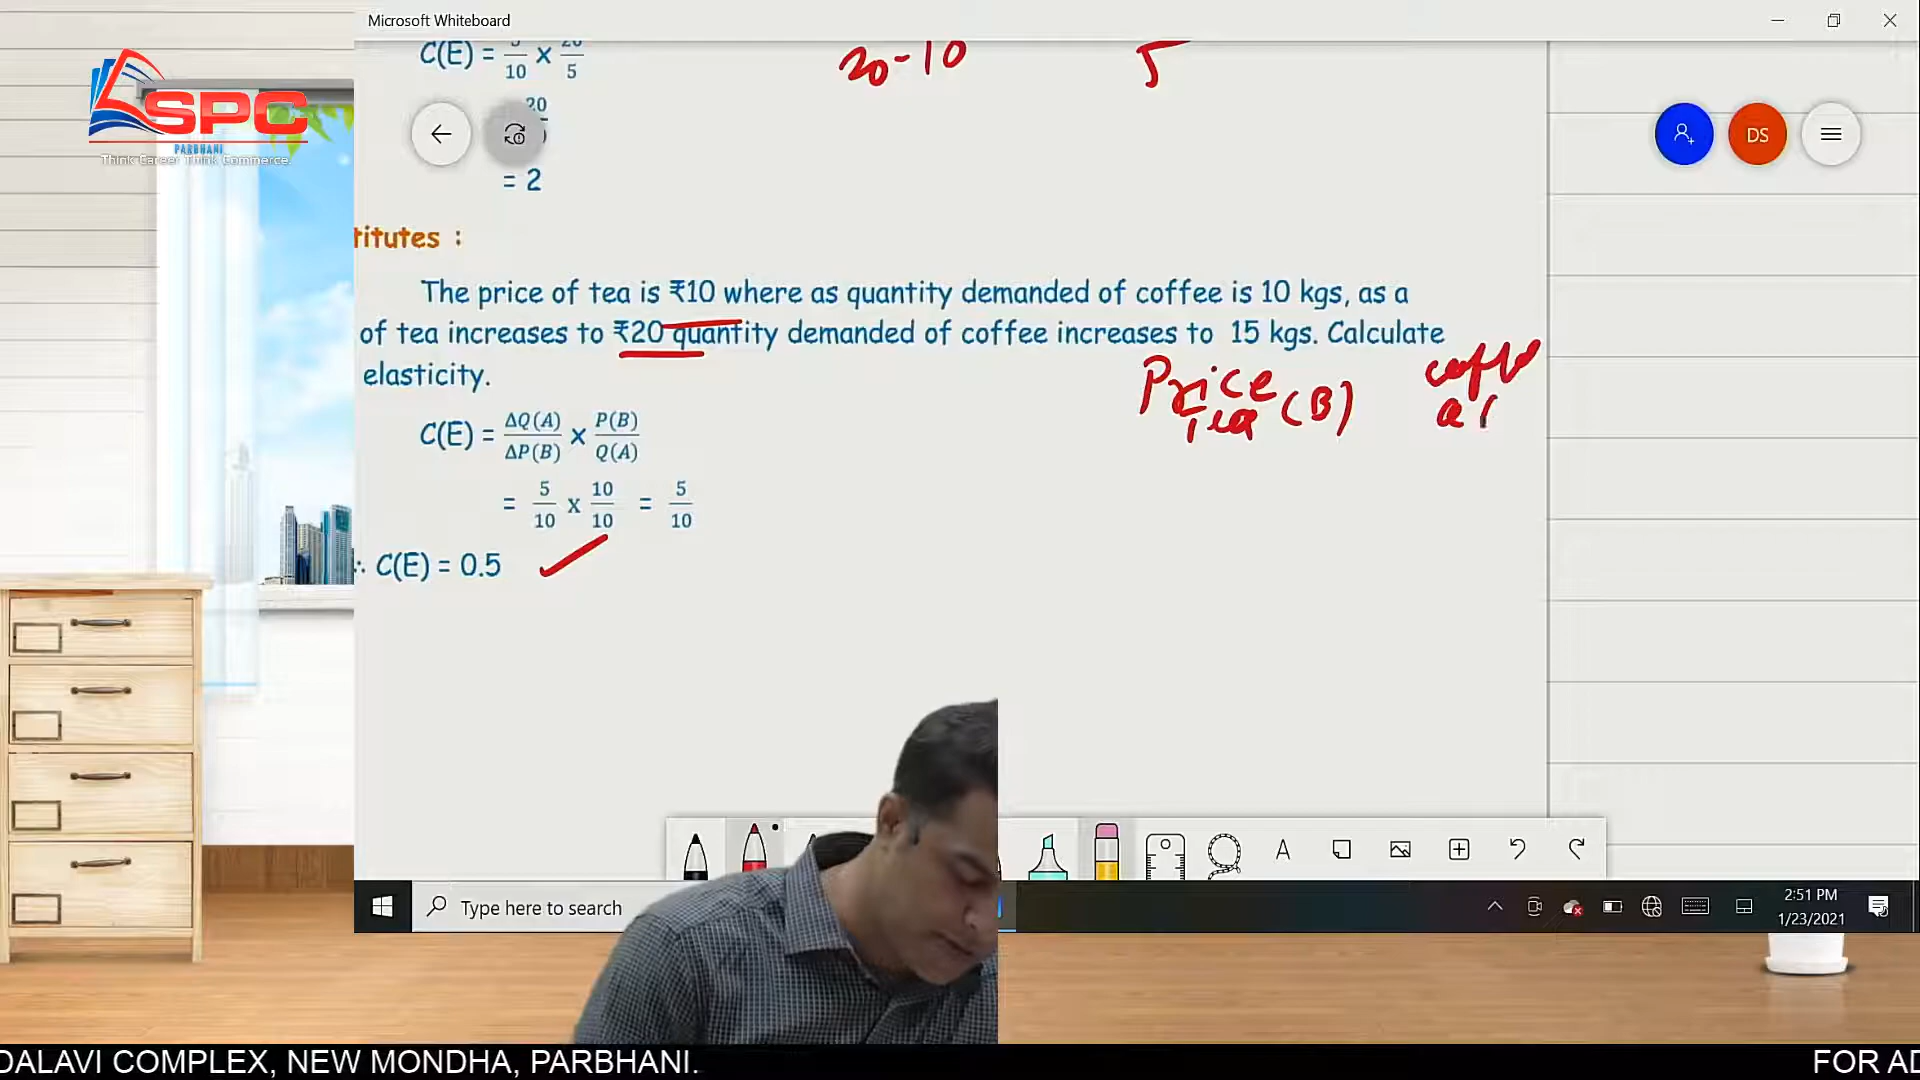 Microsoft Whiteboard
C(E) = 5/10 X 20/5
20-10
5
20
SPC
PARBHANI
Think Career Think Commerce.
DS
= 2
titutes :
The price of tea is ₹10 where as quantity demanded of coffee is 10 kgs, as a
of tea increases to ₹20 quantity demanded of coffee increases to 15 kgs. Calculate
elasticity.
Price
Tea (B)
coffee
C(E) = ΔQ(A)/ΔP(B) X P(B)/Q(A)
= 5/10 x 10/10 = 5/10
∴ C(E) = 0.5
Type here to search
2:51 PM
1/23/2021
DALAVI COMPLEX, NEW MONDHA, PARBHANI.
FOR AD